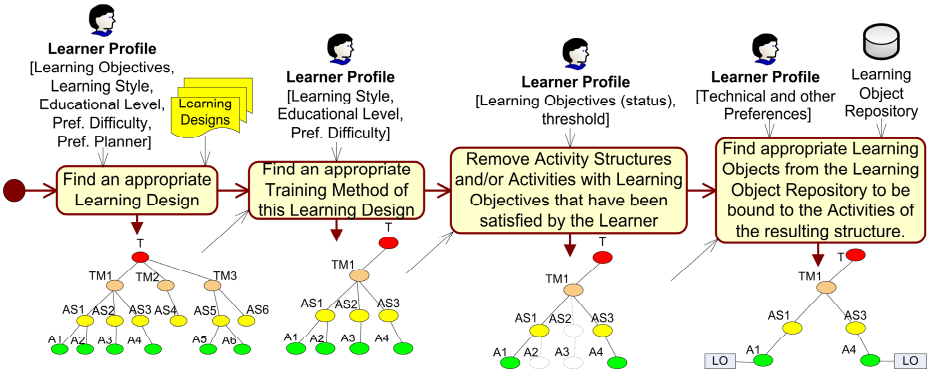 Learner Profile
[Learning Objectives,
Learning Style,
Educational Level,
Pref. Difficulty,
Pref. Planner]
Learning
Designs
Find an appropriate
Learning Design
Learner Profile
[Learning Style,
Educational Level,
Pref. Difficulty]
Find an appropriate
Training Method of
this Learning Design
Learner Profile
[Learning Objectives (status),
threshold]
Remove Activity Structures
and/or Activities with Learning
Objectives that have been
satisfied by the Learner
Learner Profile
[Technical and other
Preferences]
Learning
Object
Repository
Find appropriate Learning
Objects from the Learning
Object Repository to be
bound to the Activities of
the resulting structure.
T
TM1 TM2 TM3
AS1 AS2 AS3 AS4 AS5 AS6
A1 A2 A3 A4 A5 A6
T
TM1
AS1 AS2 AS3
A1 A2 A3 A4
T
TM1
AS1 AS2 AS3
A1 A2 A3 A4
T
TM1
AS1 AS3
LO A1 A4 LO